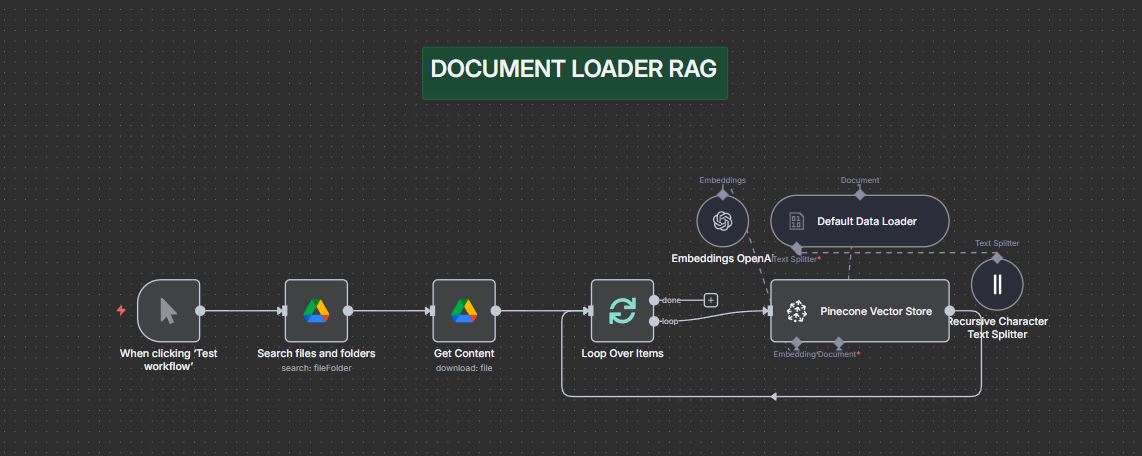 DOCUMENT LOADER RAG
Embeddings
Document
Default Data Loader
Embeddings OpenAI
Text Splitter*
Text Splitter
Recursive Character
Text Splitter
When clicking ‘Test
workflow’
Search files and folders
search: fileFolder
Get Content
download: file
Loop Over Items
done
loop
Pinecone Vector Store
Embedding*
Document*